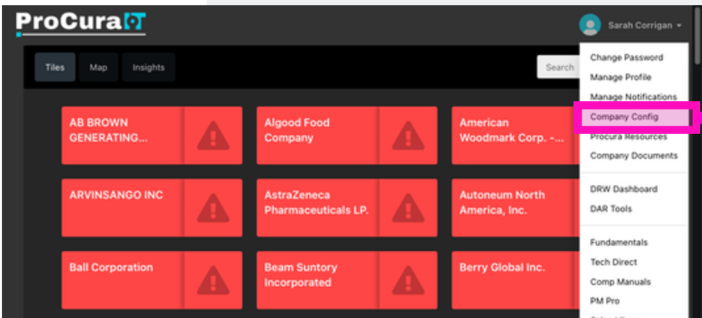 ProCura IT
Sarah Corrigan
Tiles Map Insights
Search
Change Password
Manage Profile
Manage Notifications
Company Config
Procura Resources
Company Documents
DRW Dashboard
DAR Tools
Fundamentals
Tech Direct
Comp Manuals
PM Pro
AB BROWN
GENERATING...
Algood Food
Company
American
Woodmark Corp. -...
ARVINSANGO INC
AstraZeneca
Pharmaceuticals LP.
Autoneum North
America, Inc.
Ball Corporation
Beam Suntory
Incorporated
Berry Global Inc.